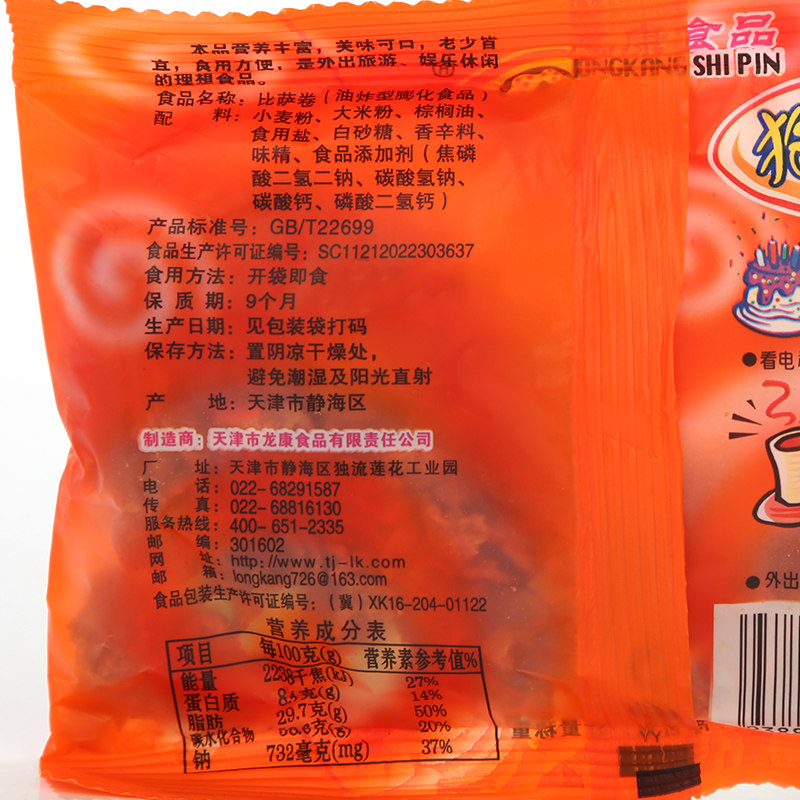 本品营养丰富，美味可口，老少皆
宜，食用方便，是外出旅游、娱乐休闲
的理想食品。
食品名称：比萨卷（油炸型膨化食品）
配 料：小麦粉、大米粉、棕榈油、
食用盐、白砂糖、香辛料、
味精、食品添加剂（焦磷
酸二氢二钠、碳酸氢钠、
碳酸钙、磷酸二氢钙）
产品标准号：GB/T22699
食品生产许可证编号：SC11212022303637
食用方法：开袋即食
保 质 期：9个月
生产日期：见包装袋打码
保存方法：置阴凉干燥处，
避免潮湿及阳光直射
产 地：天津市静海区
制造商：天津市龙康食品有限责任公司
厂 址：天津市静海区独流莲花工业园
电 话：022-68291587
传 真：022-68816130
服务热线：400-651-2335
邮 编：301602
网 址：http://www.tj-lk.com
邮 箱：longkang726@163.com
食品包装生产许可证编号：（冀）XK16-204-01122
营养成分表
项目 每100克(g) 营养素参考值%
能量 2238千焦(kJ) 27%
蛋白质 克(g) 14%
脂肪 29.7克(g) 50%
碳水化合物 克(g) 20%
钠 732毫克(mg) 37%
食品
ONGKANG SHI PIN
●看电
●外出